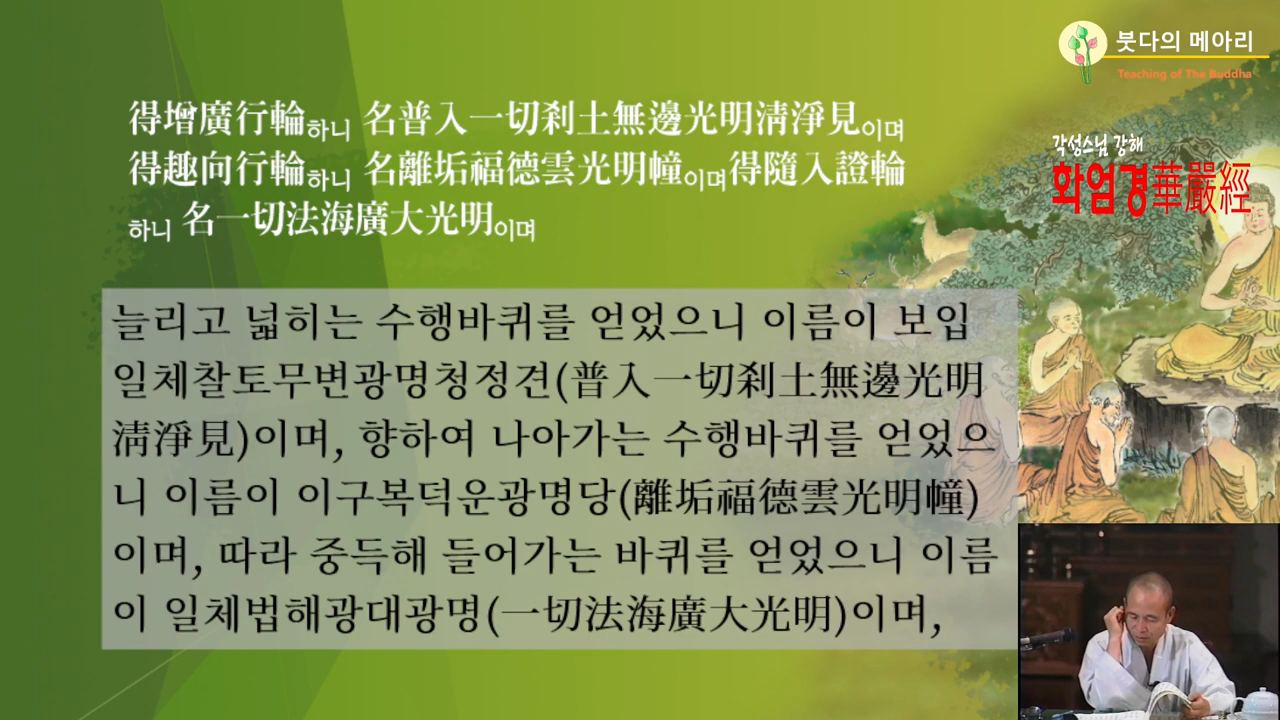 붓다의 메아리
Teaching of The Buddha
得增廣行輪하니 名普入一切刹土無邊光明淸淨見이며
得趣向行輪하니 名離垢福德雲光明幢이며得隨入證輪
하니 名一切法海廣大光明이며
각성스님 강해
화엄경華嚴經
늘리고 넓히는 수행바퀴를 얻었으니 이름이 보입
일체찰토무변광명청정견(普入一切刹土無邊光明
淸淨見)이며, 향하여 나아가는 수행바퀴를 얻었으
니 이름이 이구복덕운광명당(離垢福德雲光明幢)
이며, 따라 중득해 들어가는 바퀴를 얻었으니 이름
이 일체법해광대광명(一切法海廣大光明)이며,